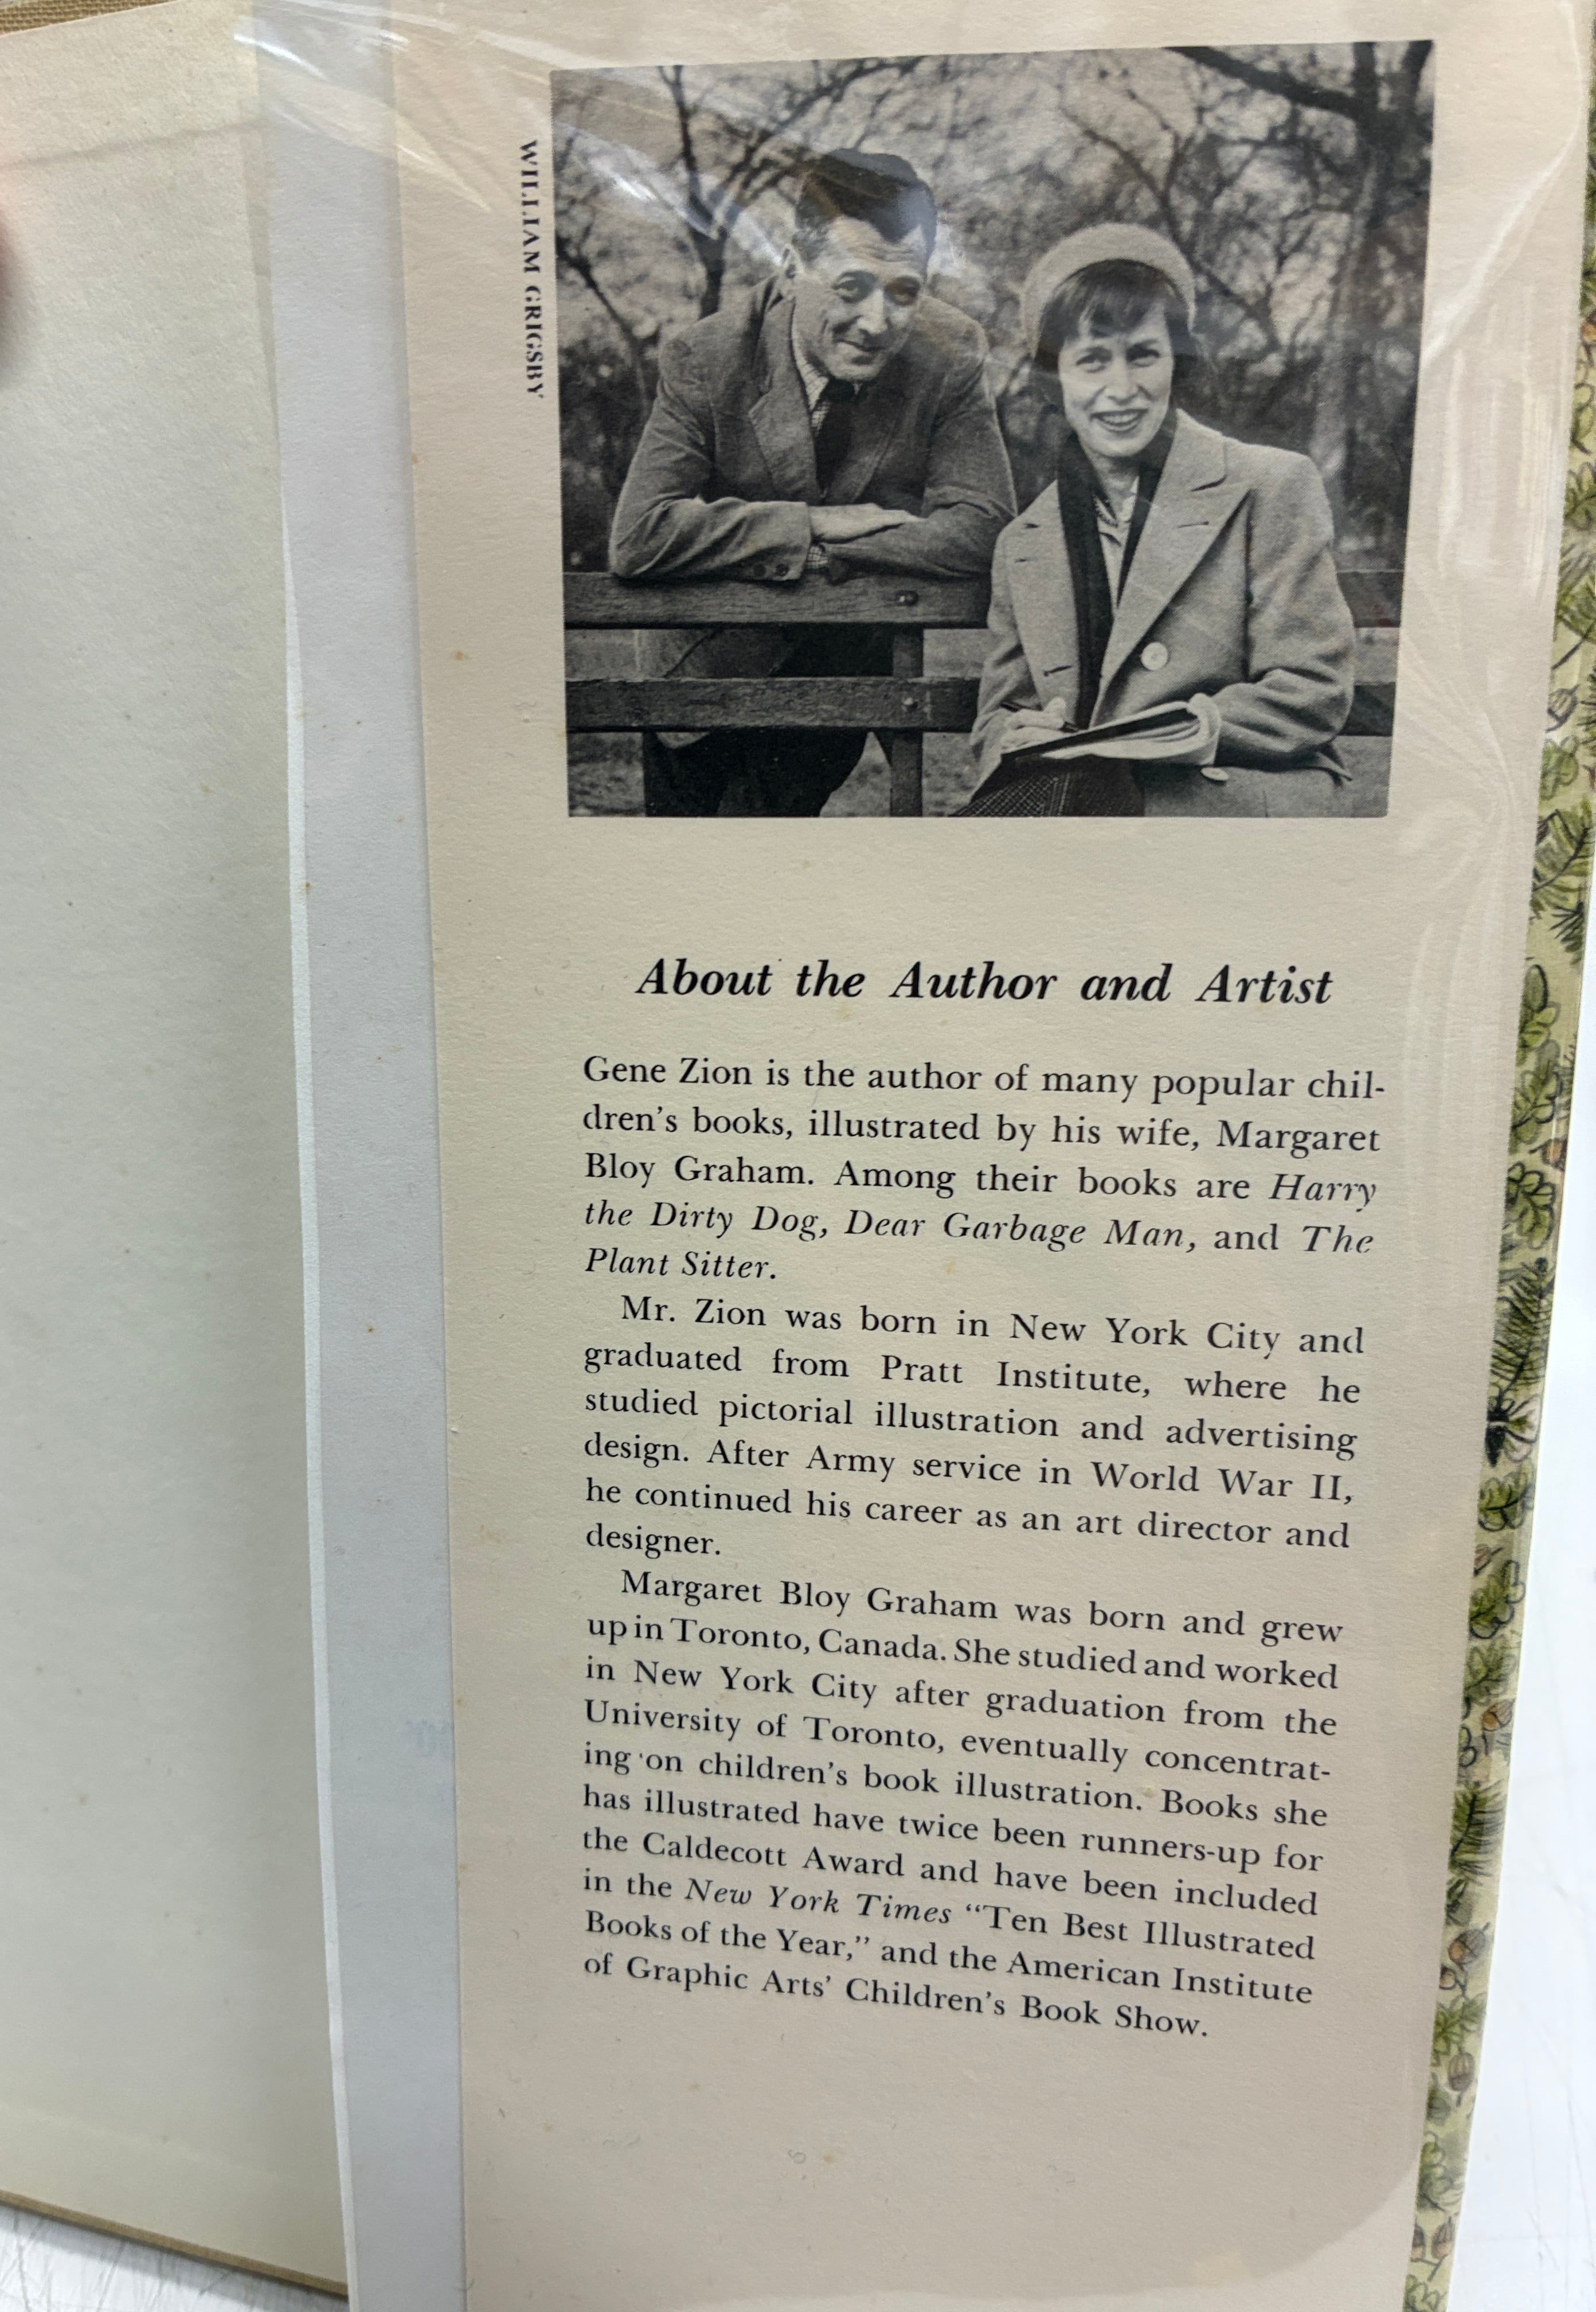 WILLIAM GRIGSBY
About the Author and Artist
Gene Zion is the author of many popular chil-
dren's books, illustrated by his wife, Margaret
Bloy Graham. Among their books are Harry
the Dirty Dog, Dear Garbage Man, and The
Plant Sitter.
Mr. Zion was born in New York City and
graduated from Pratt Institute, where he
studied pictorial illustration and advertising
design. After Army service in World War II,
he continued his career as an art director and
designer.
Margaret Bloy Graham was born and grew
up in Toronto, Canada. She studied and worked
in New York City after graduation from the
University of Toronto, eventually concentrat-
ing on children's book illustration. Books she
has illustrated have twice been runners-up for
the Caldecott Award and have been included
in the New York Times “Ten Best Illustrated
Books of the Year,” and the American Institute
of Graphic Arts' Children's Book Show.